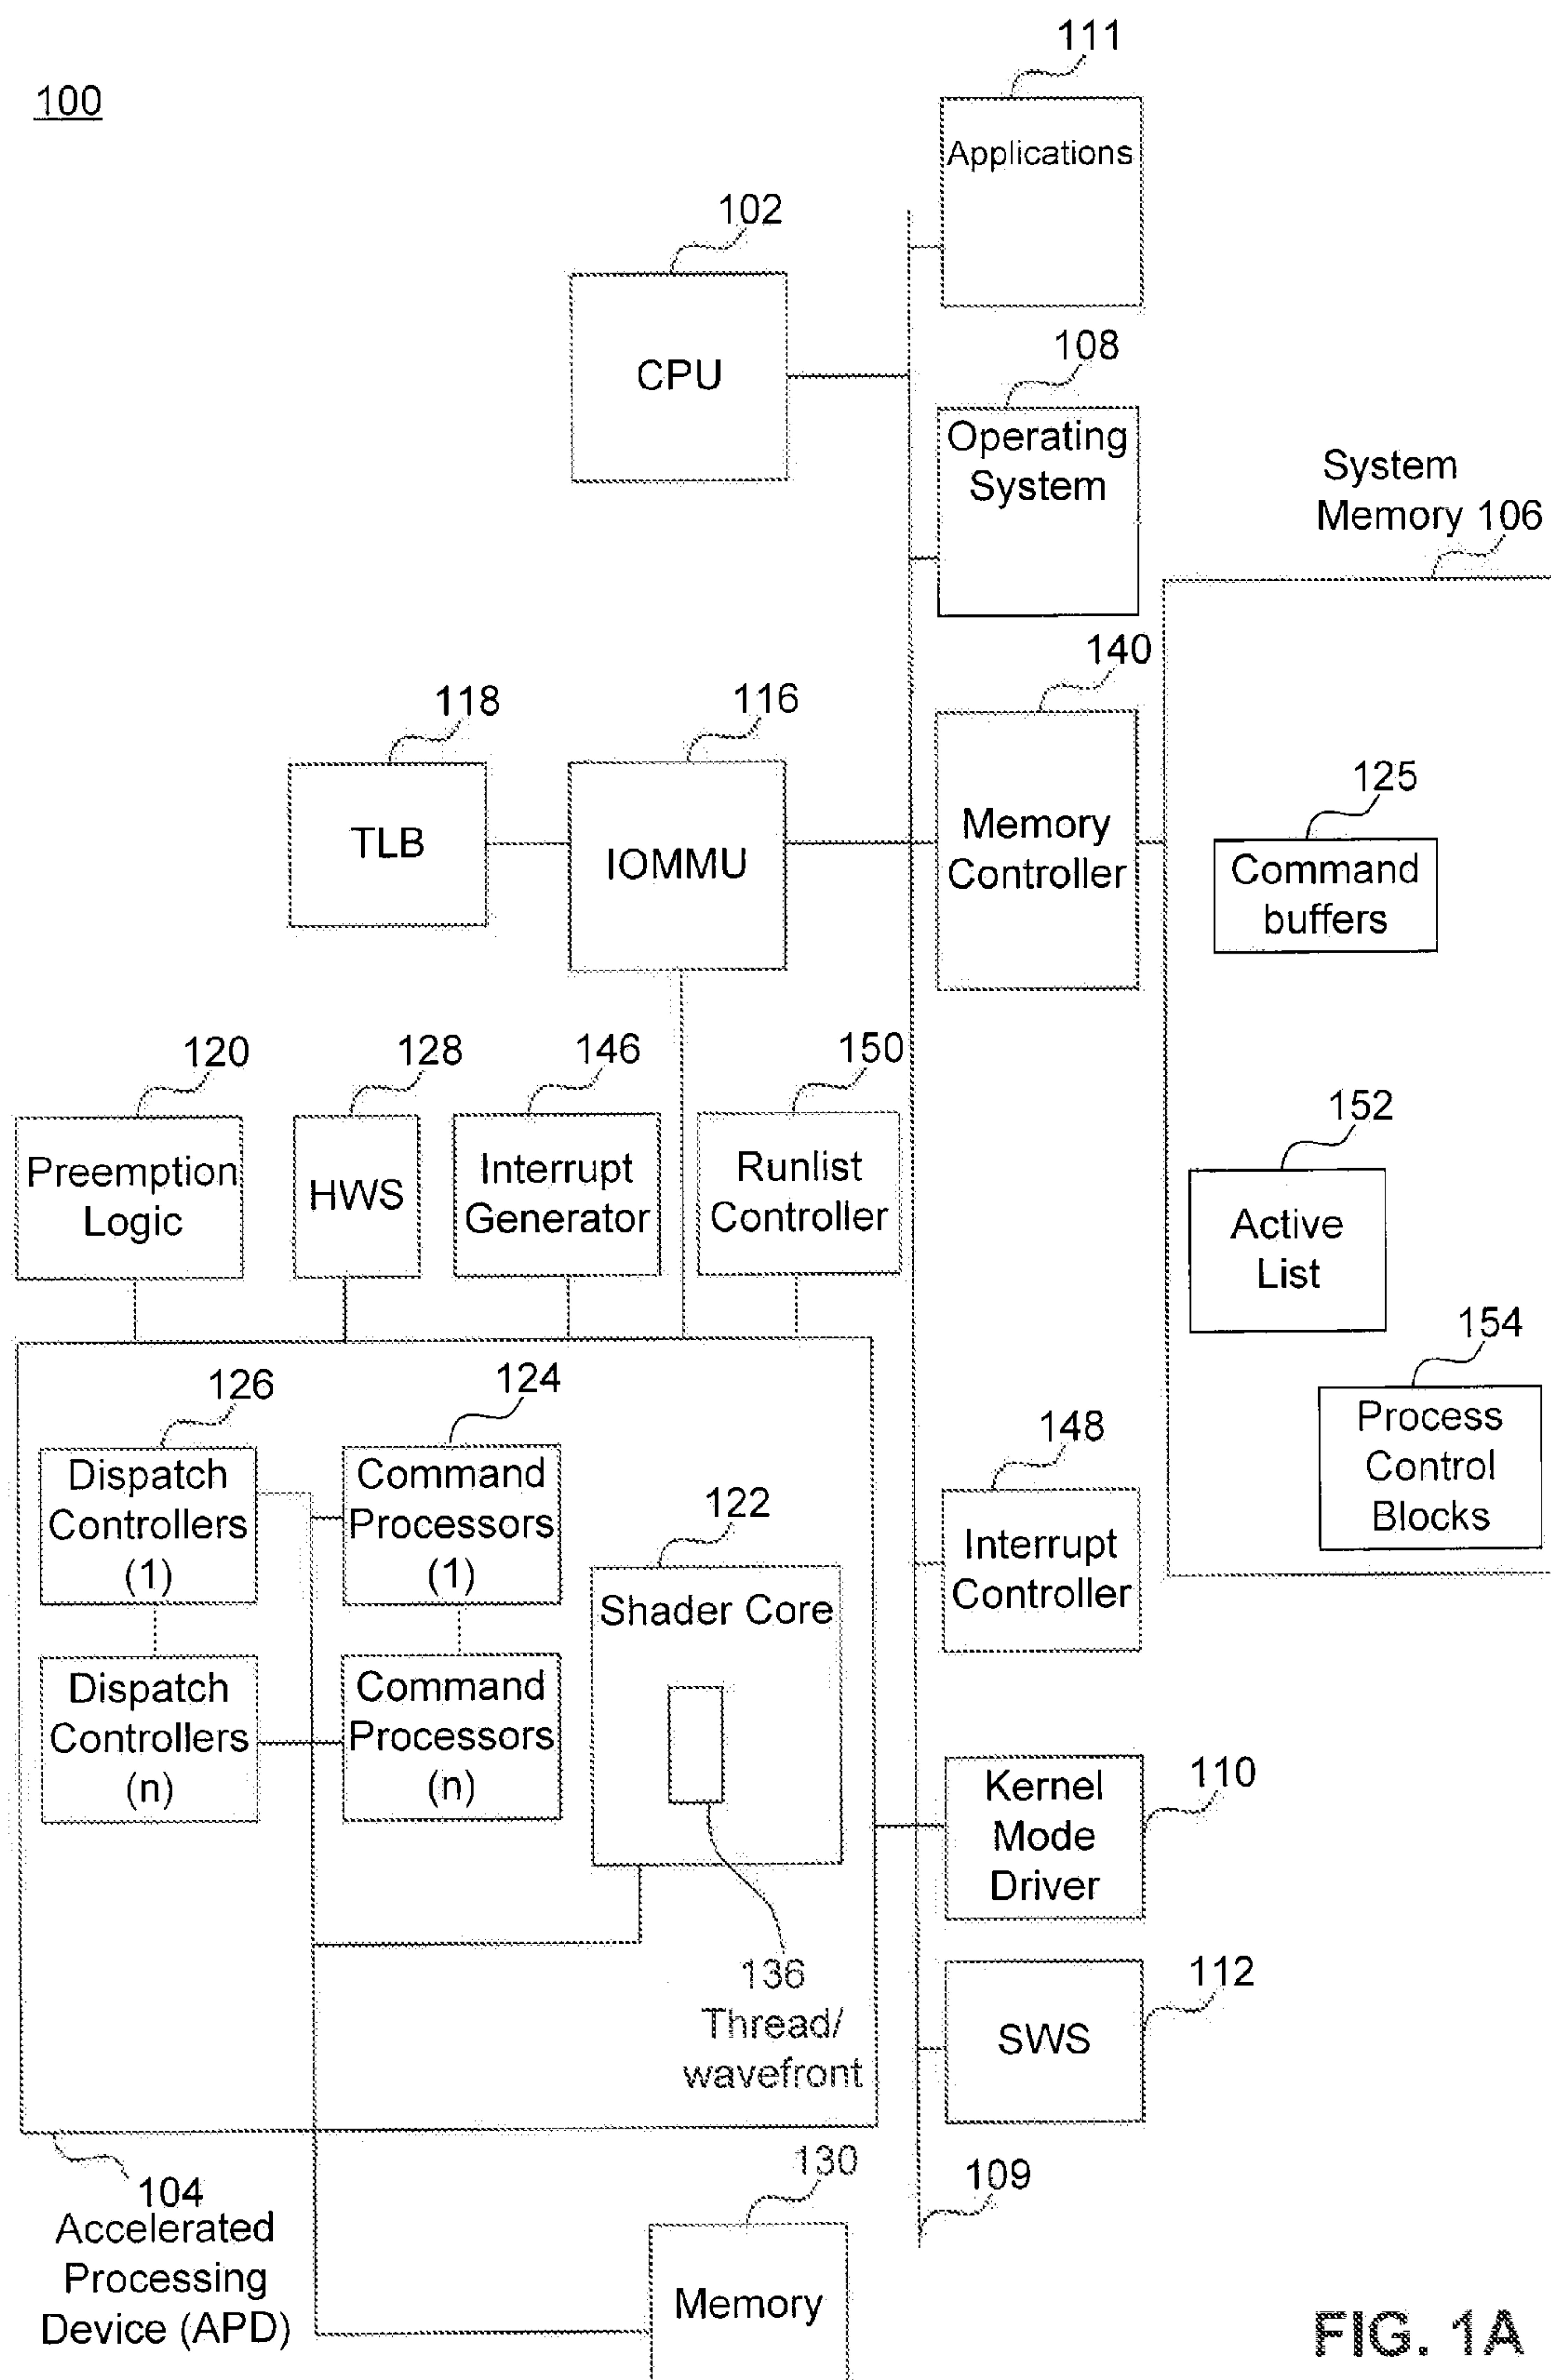 111
100
Applications
102
108
CPU
Operating
System
System
Memory 106
140
118
116
125
TLB
IOMMU
Memory
Controller
Command
buffers
120
128
146
150
152
Preemption
Logic
HWS
Interrupt
Generator
Runlist
Controller
Active
List
154
126
124
148
Process
Control
Blocks
Dispatch
Controllers
(1)
Command
Processors
(1)
122
Interrupt
Controller
Shader Core
Dispatch
Controllers
(n)
Command
Processors
(n)
Kernel
Mode
Driver
110
136
Thread/
wavefront
SWS
112
104
Accelerated
Processing
Device (APD)
130
109
Memory
FIG. 1A